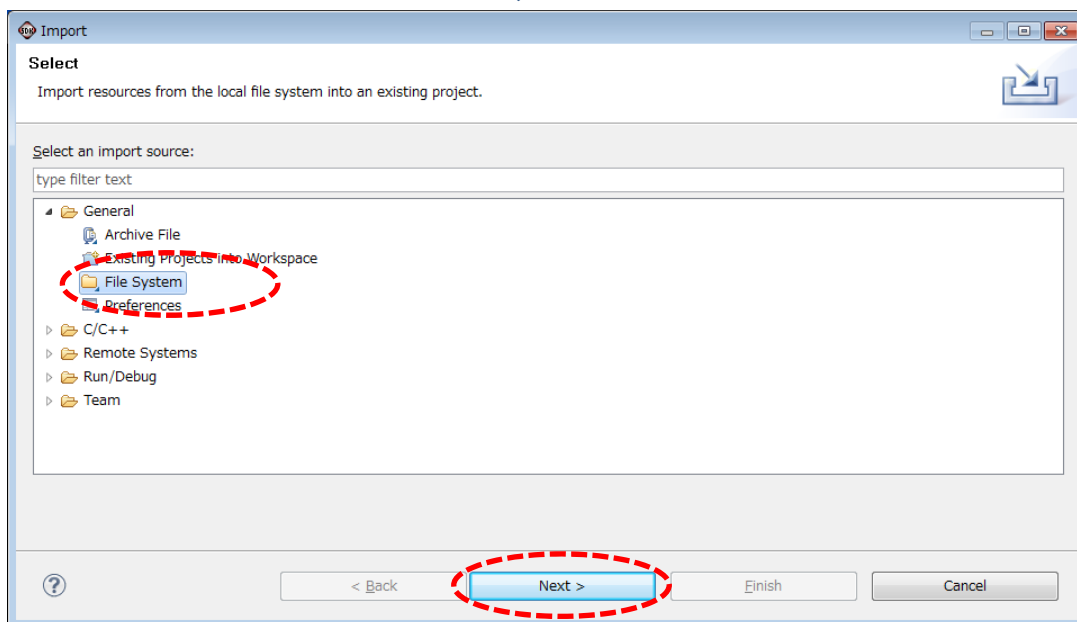 Import
Select
Import resources from the local file system into an existing project.
Select an import source:
type filter text
General
Archive File
Existing Projects into Workspace
File System
Preferences
C/C++
Remote Systems
Run/Debug
Team
< Back Next > Finish Cancel